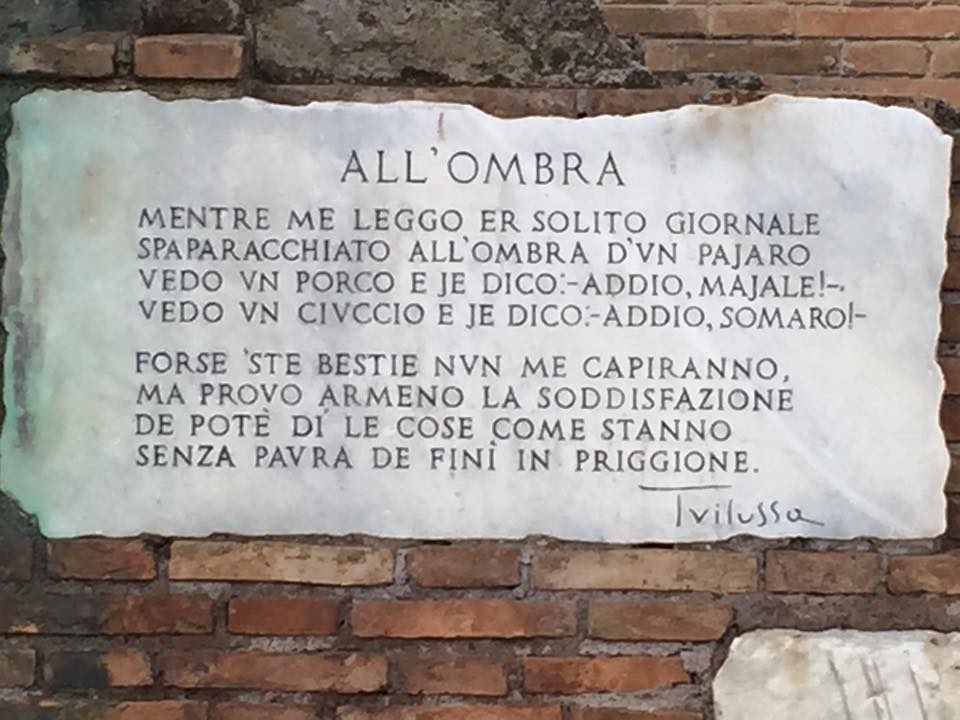 ALL'OMBRA
MENTRE ME LEGGO ER SOLITO GIORNALE
SPAPARACCHIATO ALL'OMBRA D'VN PAJARO
VEDO VN PORCO E JE DICO:-ADDIO, MAJALE!-
VEDO VN CIVCCIO E JE DICO:-ADDIO, SOMARO!-
FORSE 'STE BESTIE NVN ME CAPIRANNO,
MA PROVO ARMENO LA SODDISFAZIONE
DE POTÈ DÌ LE COSE COME STANNO
SENZA PAVRA DE FINÌ IN PRIGGIONE.
Trilussa